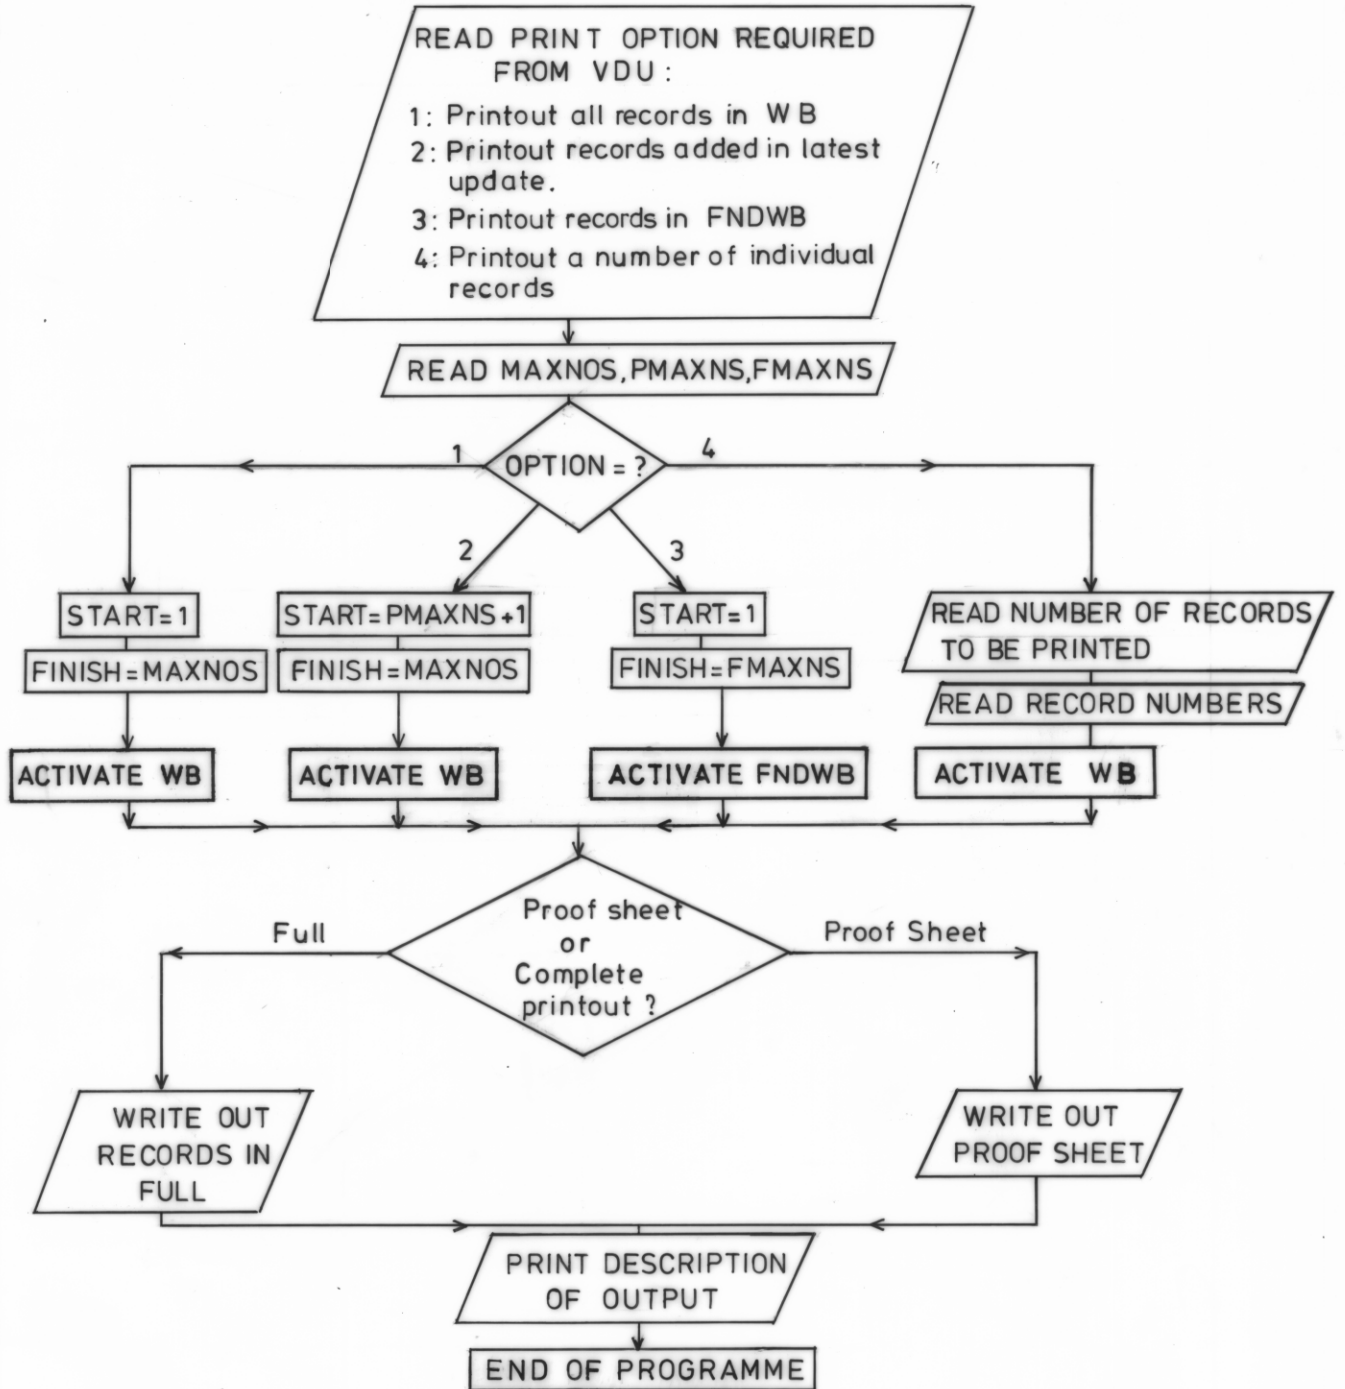 READ PRINT OPTION REQUIRED
FROM VDU :
1: Printout all records in WB
2: Printout records added in latest
update.
3: Printout records in FNDWB
4: Printout a number of individual
records
READ MAXNOS, PMAXNS, FMAXNS
OPTION = ?
1
4
2
3
START=1
FINISH=MAXNOS
ACTIVATE WB
START=PMAXNS+1
FINISH=MAXNOS
ACTIVATE WB
START=1
FINISH=FMAXNS
ACTIVATE FNDWB
READ NUMBER OF RECORDS
TO BE PRINTED
READ RECORD NUMBERS
ACTIVATE WB
Proof sheet
or
Complete
printout ?
Full
Proof Sheet
WRITE OUT
RECORDS IN
FULL
WRITE OUT
PROOF SHEET
PRINT DESCRIPTION
OF OUTPUT
END OF PROGRAMME